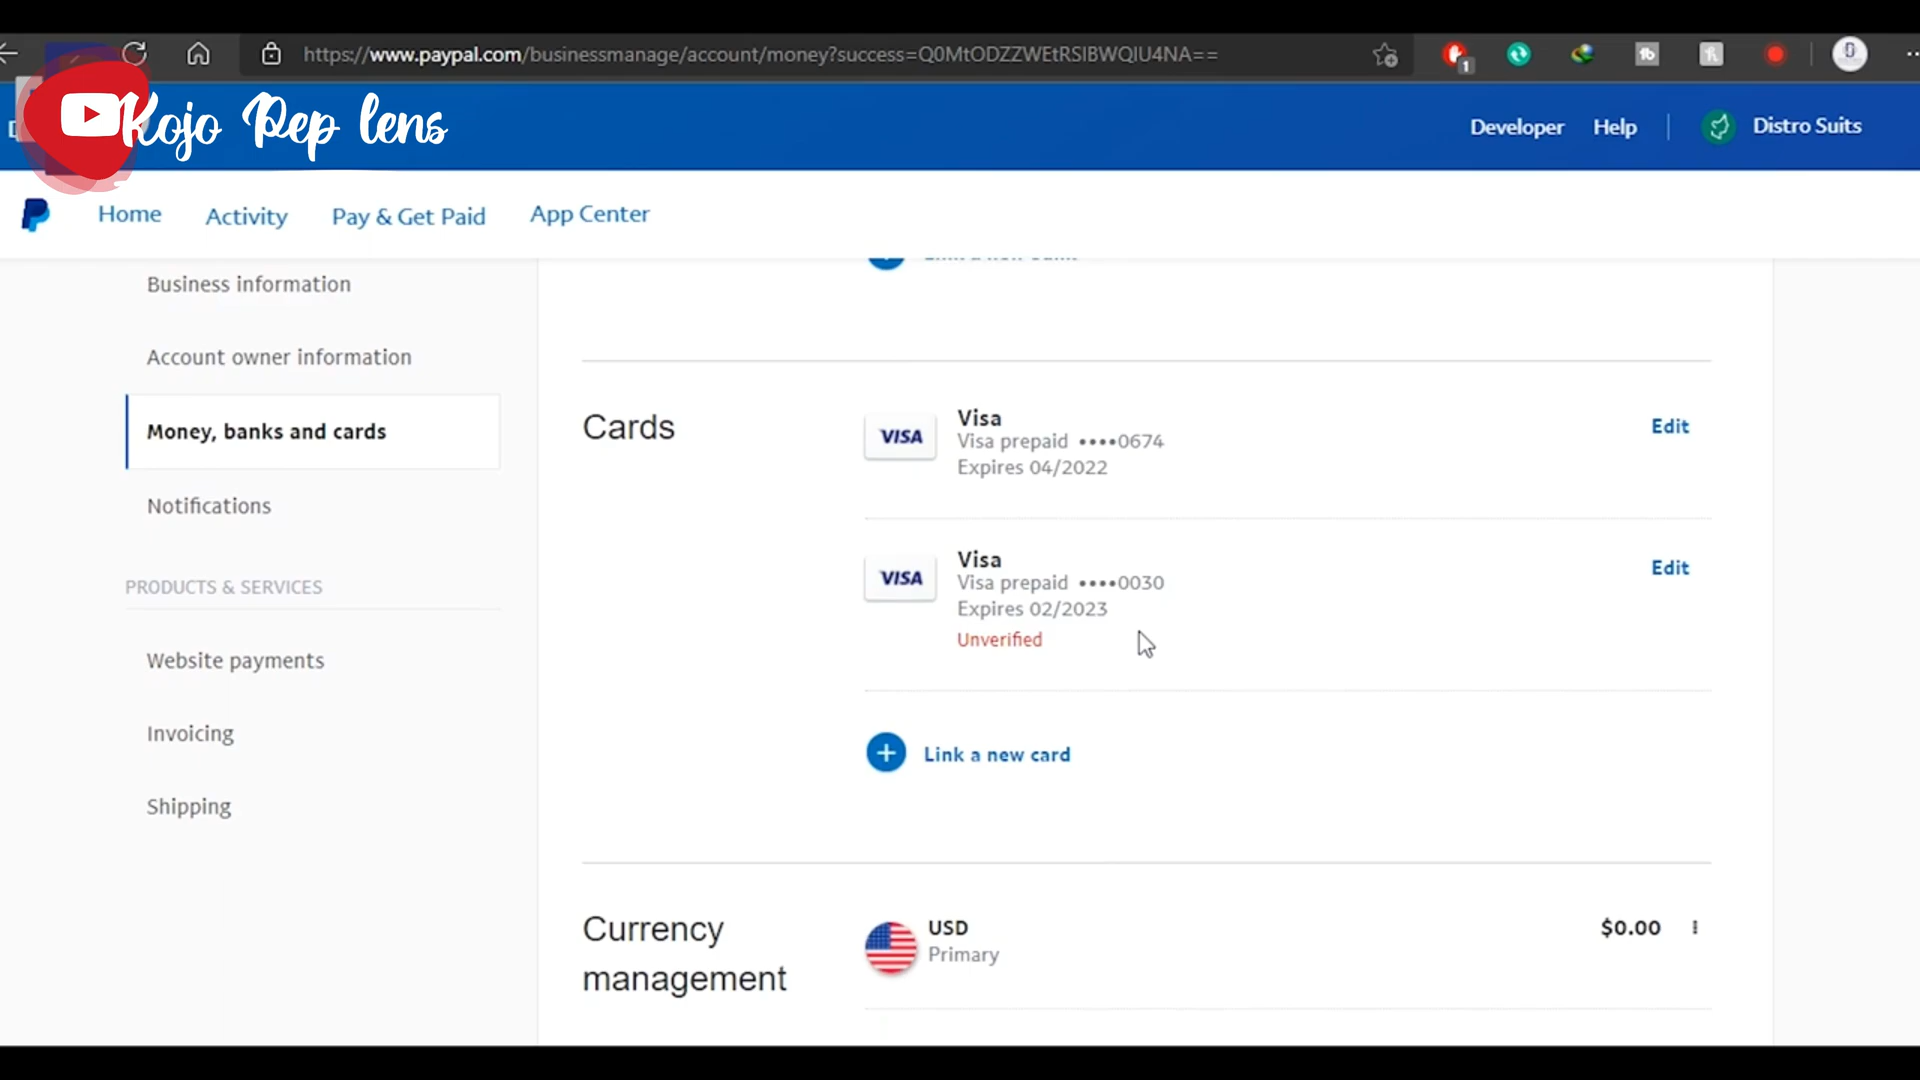 https://www.paypal.com/businessmanage/account/money?success=Q0MtODZZWEtRSlBWQlU4NA==
Kojo Pep lens
Developer
Help
Distro Suits
Home
Activity
Pay & Get Paid
App Center
Business information
Account owner information
Money, banks and cards
Notifications
PRODUCTS & SERVICES
Website payments
Invoicing
Shipping
Cards
VISA
Visa
Visa prepaid ••••0674
Expires 04/2022
Edit
VISA
Visa
Visa prepaid ••••0030
Expires 02/2023
Unverified
Edit
Link a new card
Currency
management
USD
Primary
$0.00